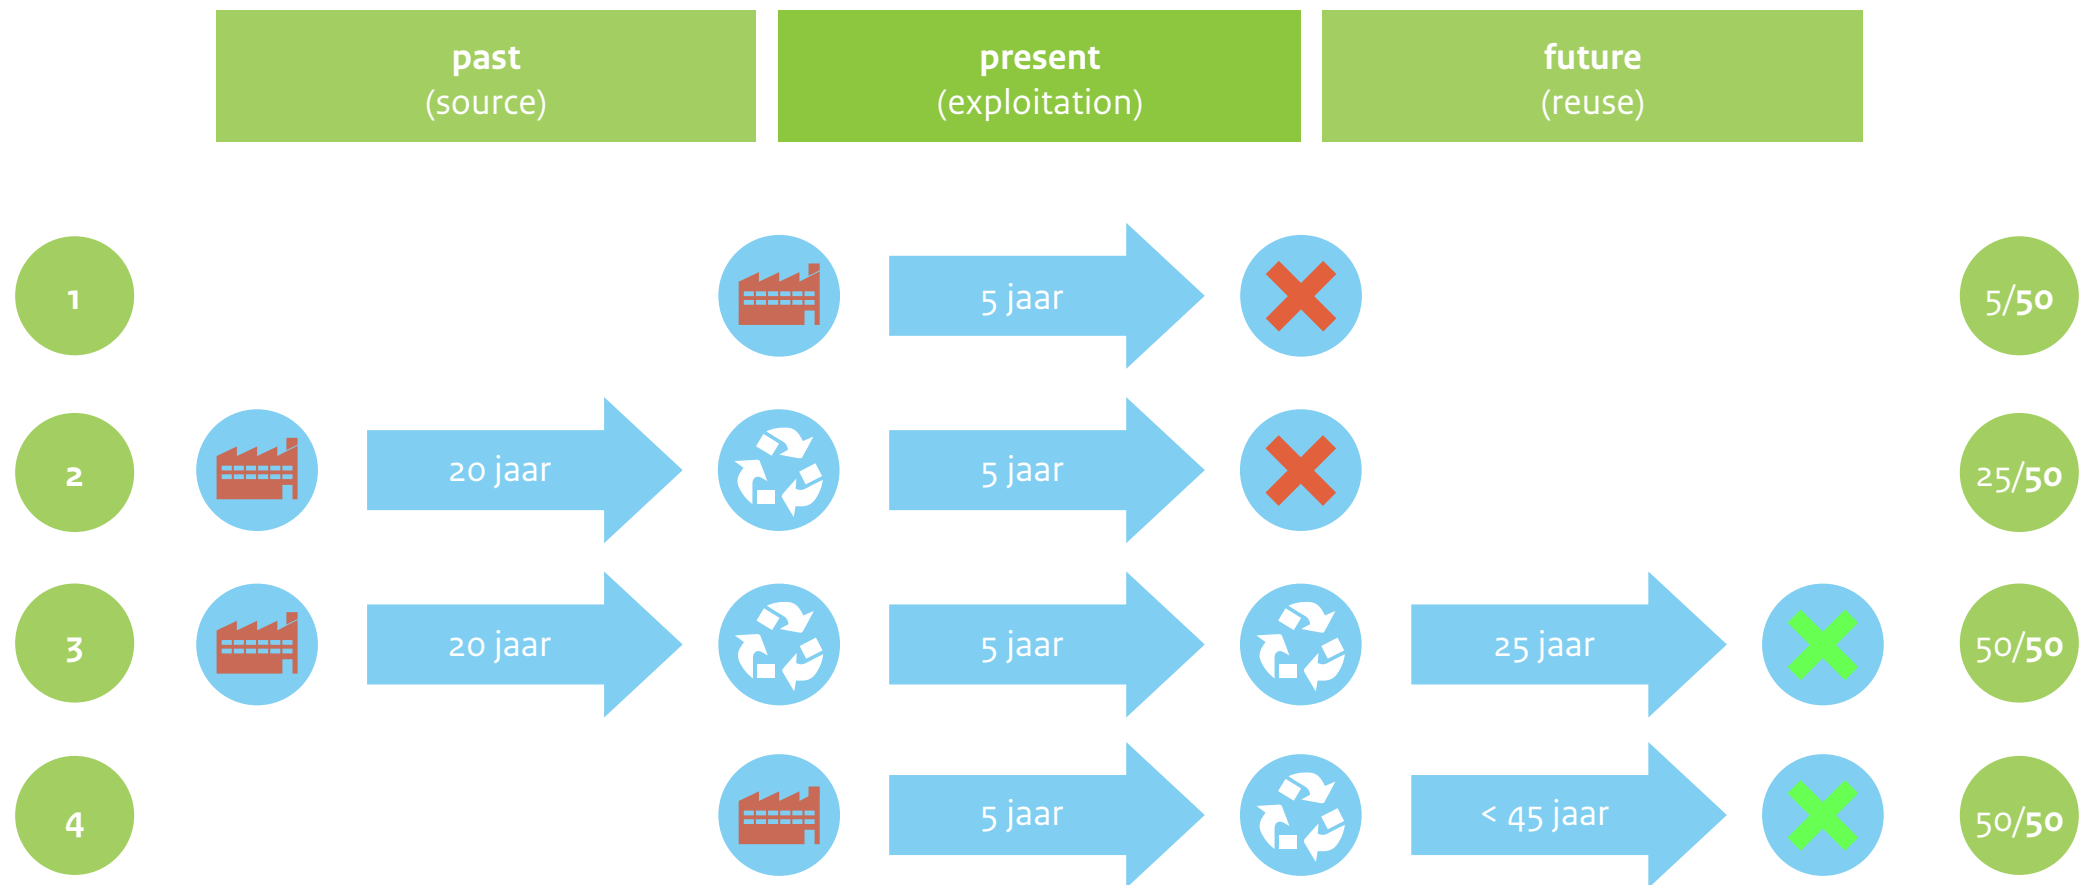 past
(source)
present
(exploitation)
future
(reuse)
1
5 jaar
5/50
2
20 jaar
5 jaar
25/50
3
20 jaar
5 jaar
25 jaar
50/50
4
5 jaar
< 45 jaar
50/50